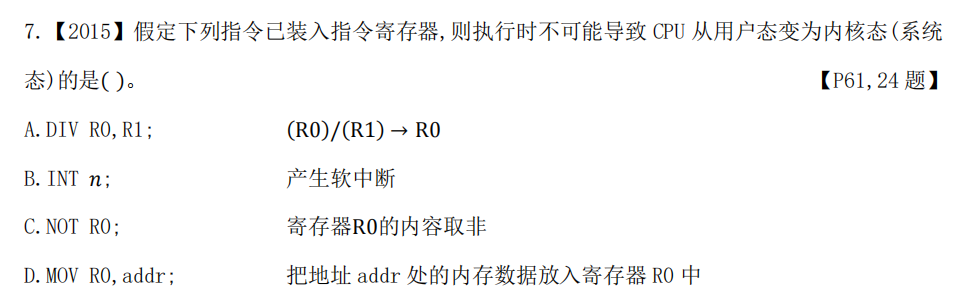 7.【2015】假定下列指令已装入指令寄存器,则执行时不可能导致 CPU 从用户态变为内核态(系统
态)的是( )。 【P61,24 题】
A.DIV R0,R1; (R0)/(R1) → R0
B.INT n; 产生软中断
C.NOT R0; 寄存器R0的内容取非
D.MOV R0,addr; 把地址 addr 处的内存数据放入寄存器 R0 中